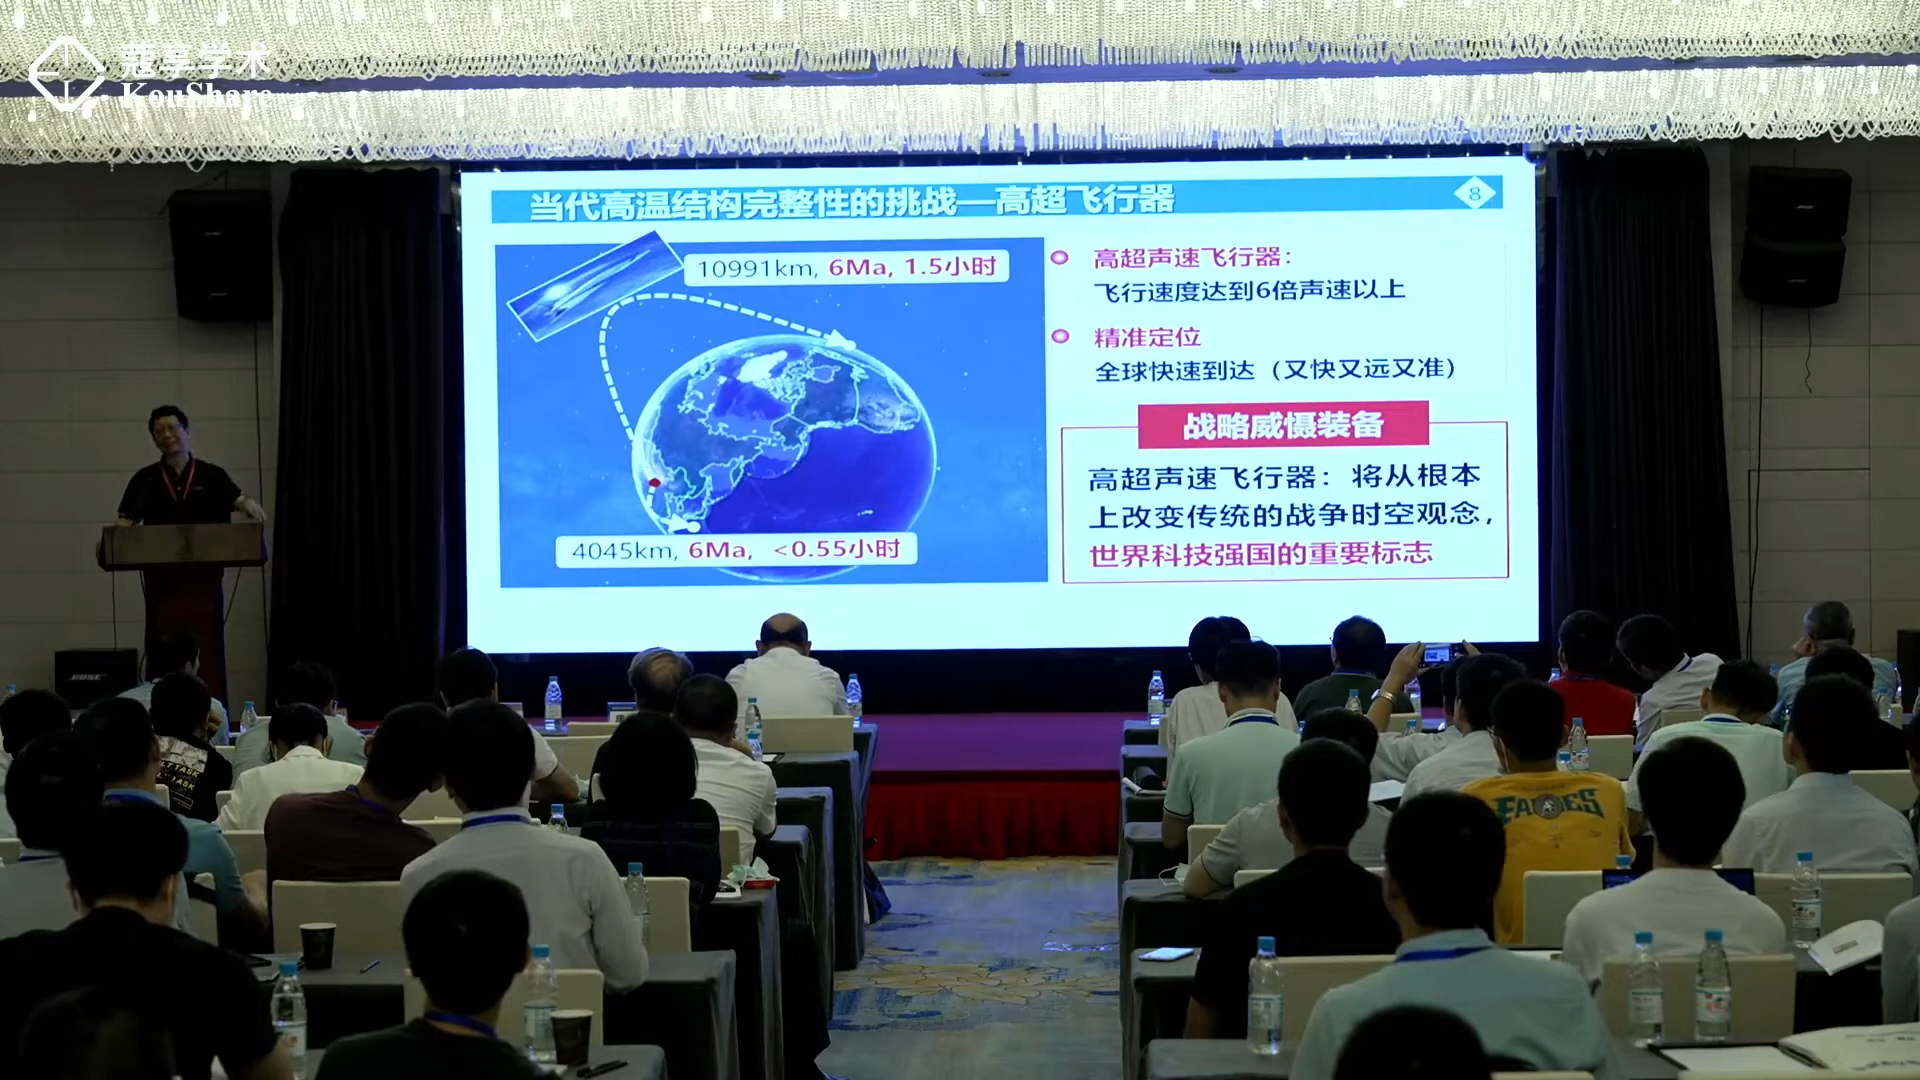 蔻享学术
KouShare
当代高温结构完整性的挑战—高超飞行器
8
10991km, 6Ma, 1.5小时
4045km, 6Ma, <0.55小时
高超声速飞行器：
飞行速度达到6倍声速以上
精准定位
全球快速到达（又快又远又准）
战略威慑装备
高超声速飞行器：将从根本
上改变传统的战争时空观念，
世界科技强国的重要标志
BOSE